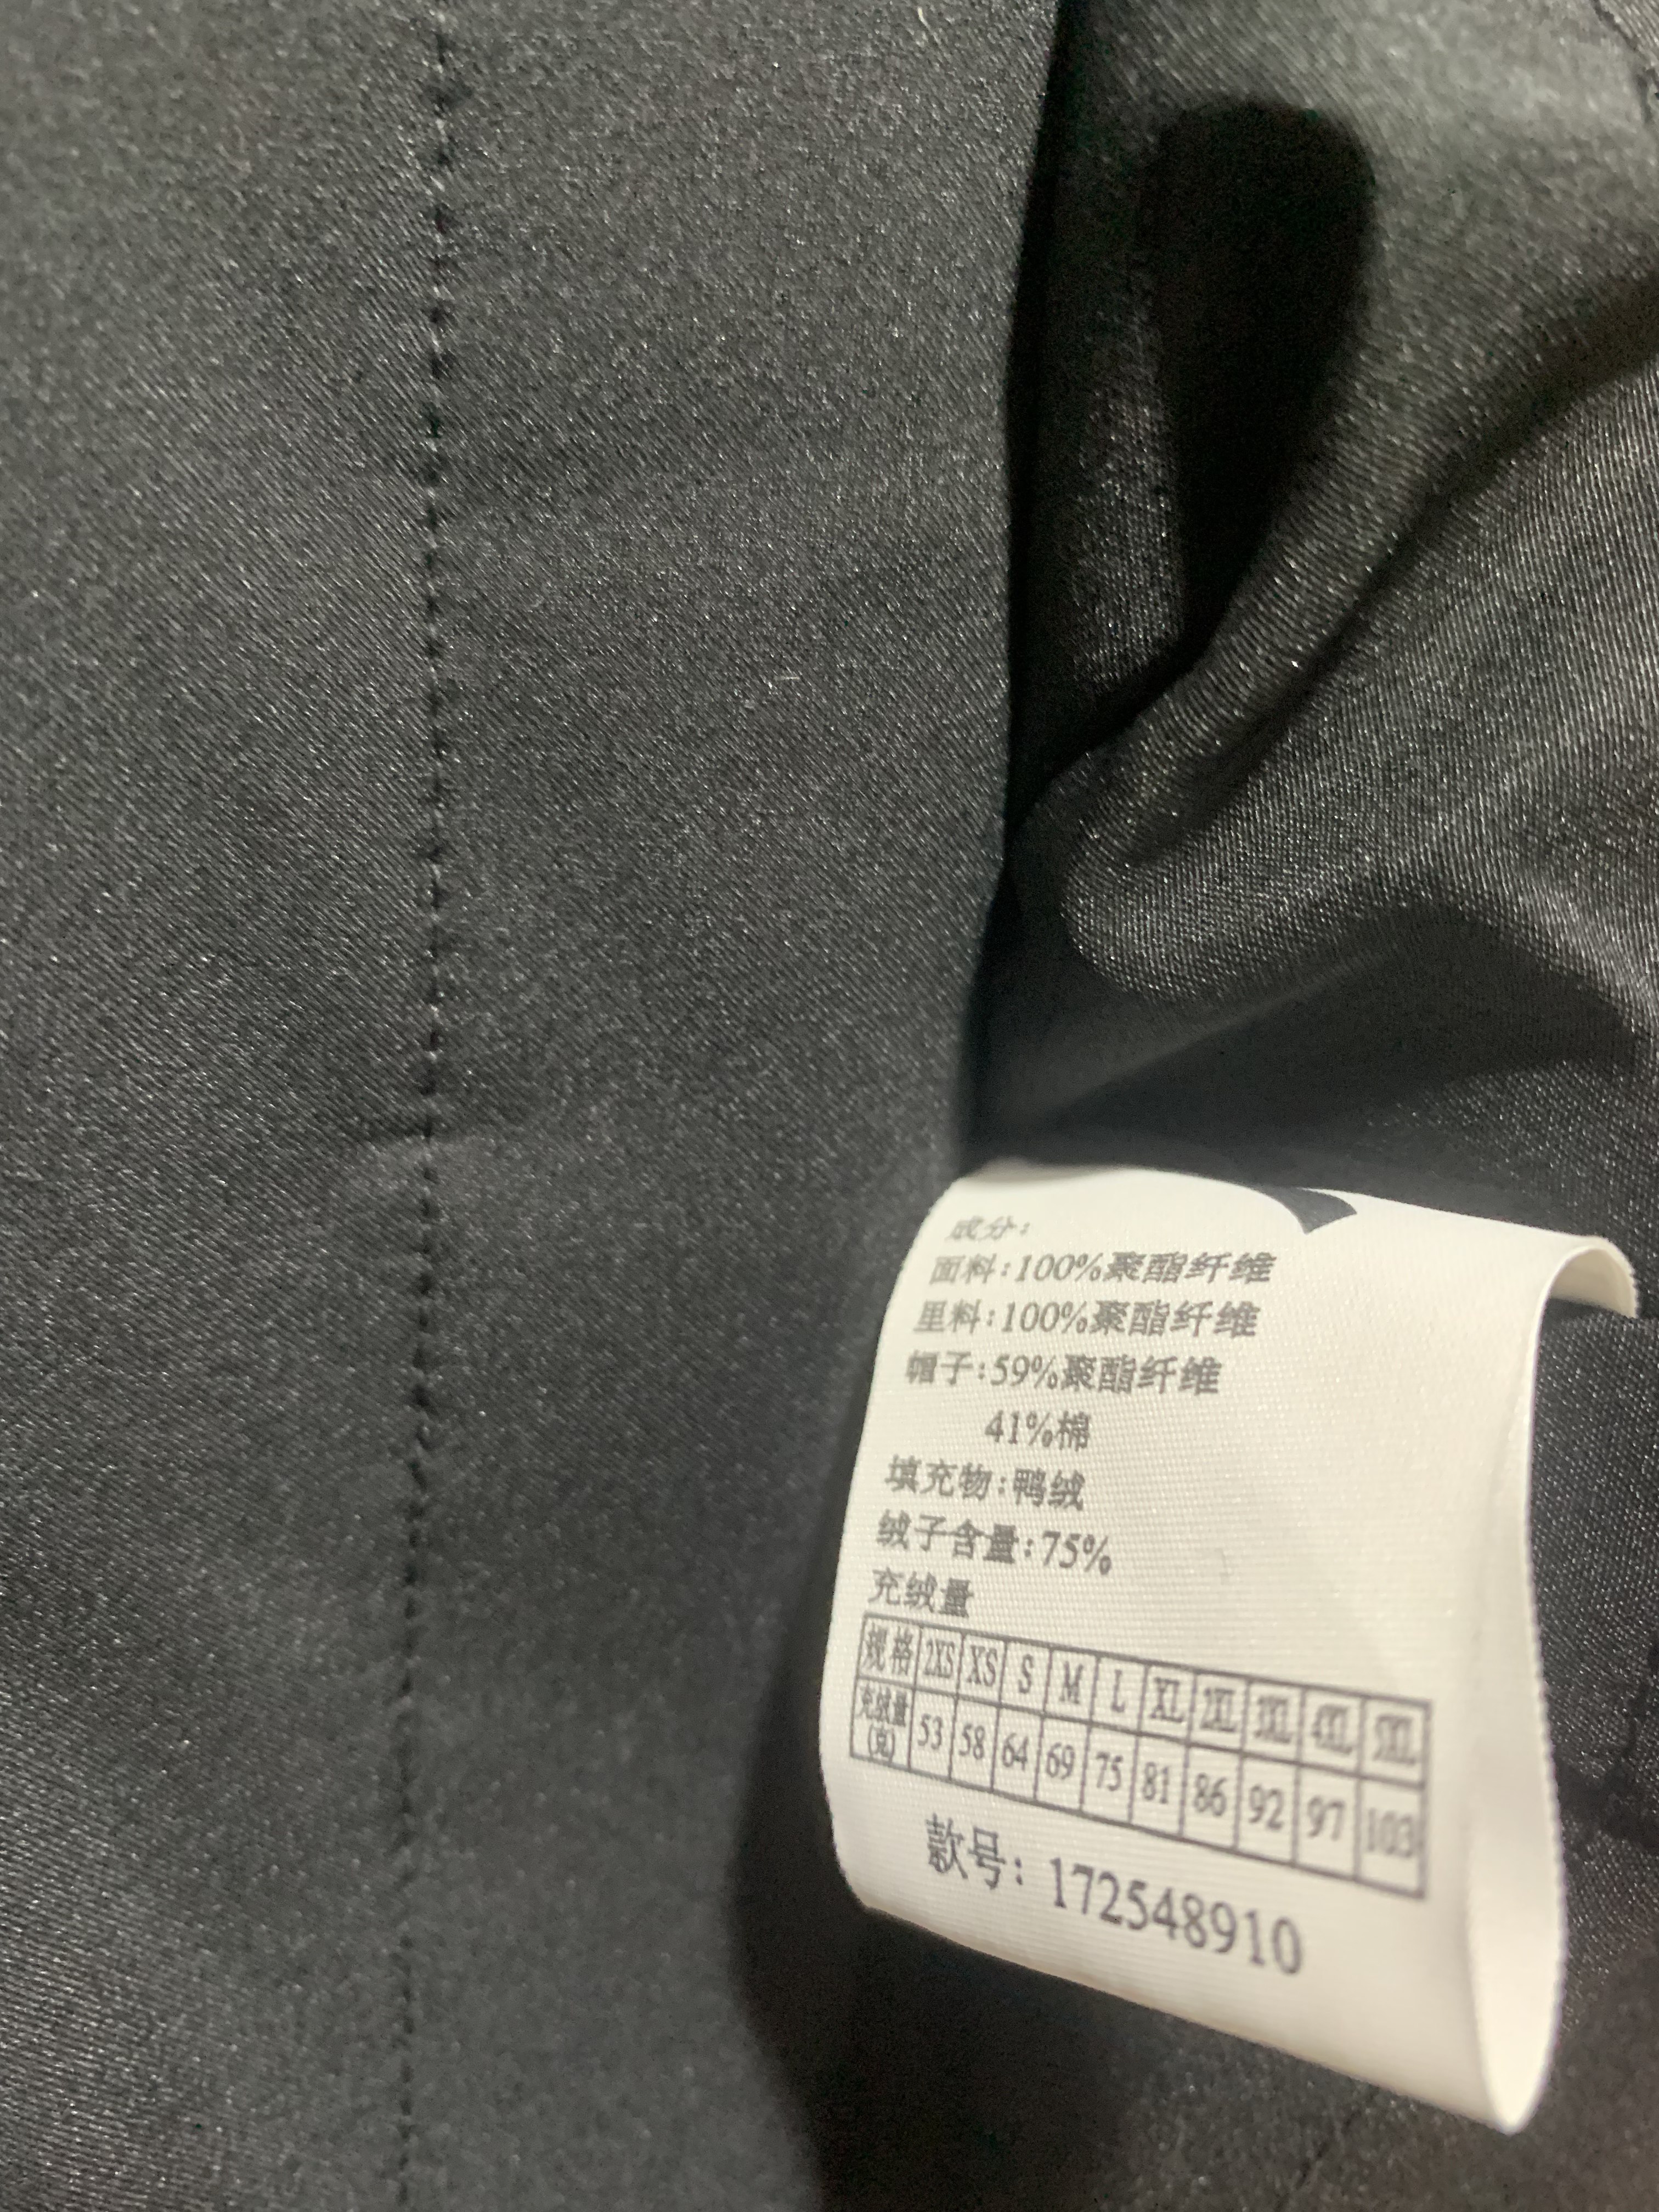 成分:
面料:100%聚酯纤维
里料:100%聚酯纤维
帽子:59%聚酯纤维
41%棉
填充物:鸭绒
绒子含量:75%
充绒量
规格 2XS XS S M L XL 2XL 3XL 4XL 5XL
充绒量(克) 53 58 64 69 75 81 86 92 97 103
款号: 172548910